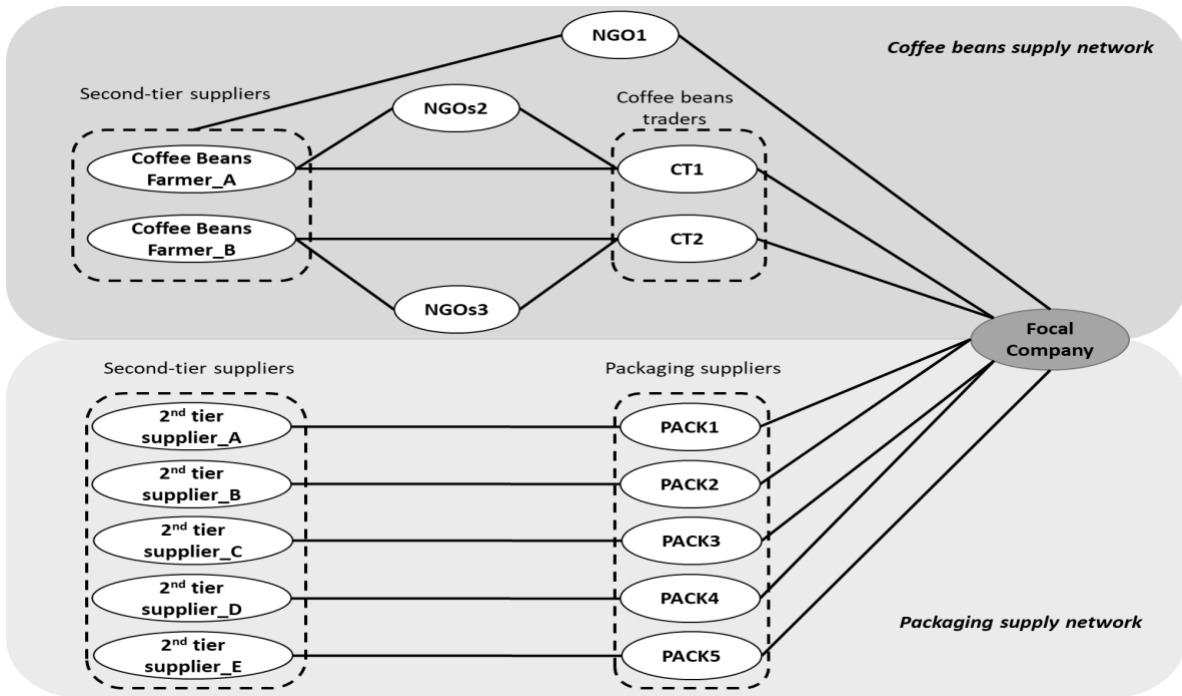 NGO1
Coffee beans supply network
Second-tier suppliers
NGOs2
Coffee beans
traders
Coffee Beans
Farmer_A
CT1
Coffee Beans
Farmer_B
CT2
NGOs3
Focal
Company
Second-tier suppliers
Packaging suppliers
2nd tier
supplier_A
PACK1
2nd tier
supplier_B
PACK2
2nd tier
supplier_C
PACK3
2nd tier
supplier_D
PACK4
Packaging supply network
2nd tier
supplier_E
PACK5